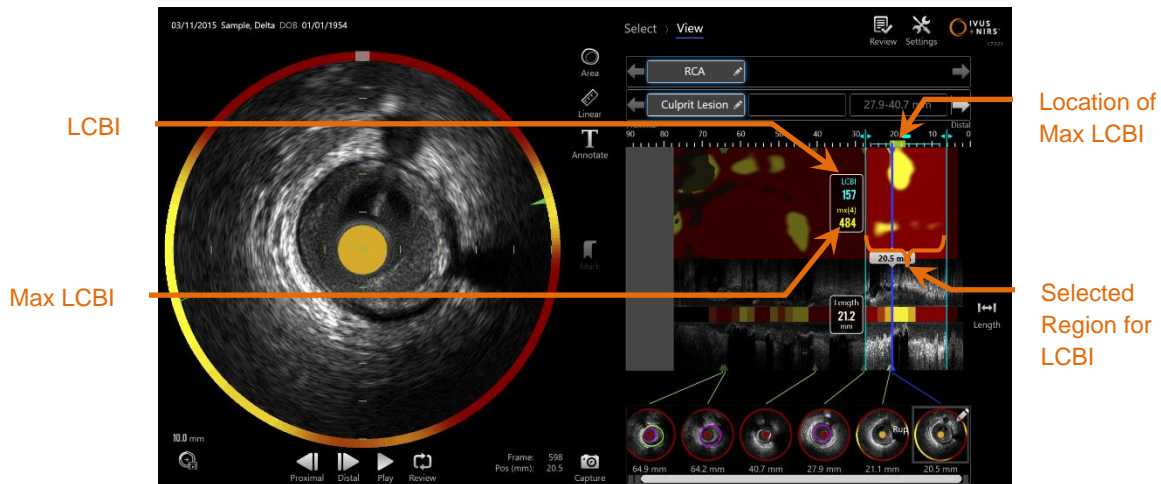 03/11/2015 Sample, Delta DOB 01/01/1954
Select > View
Review
Settings
IVUS
+NIRS
Area
Linear
T
Annotate
Mark
RCA
Culprit Lesion
27.9-40.7 mm
Distal
90 80 70 60 50 40 30 20 10 0
LCBI
157
mx(4)
484
20.5 mm
Length
21.2
mm
Length
LCBI
Max LCBI
Location of
Max LCBI
Selected
Region for
LCBI
10.0 mm
Proximal
Distal
Play
Review
Frame: 598
Pos (mm): 20.5
Capture
Rup
64.9 mm
64.2 mm
40.7 mm
27.9 mm
21.1 mm
20.5 mm